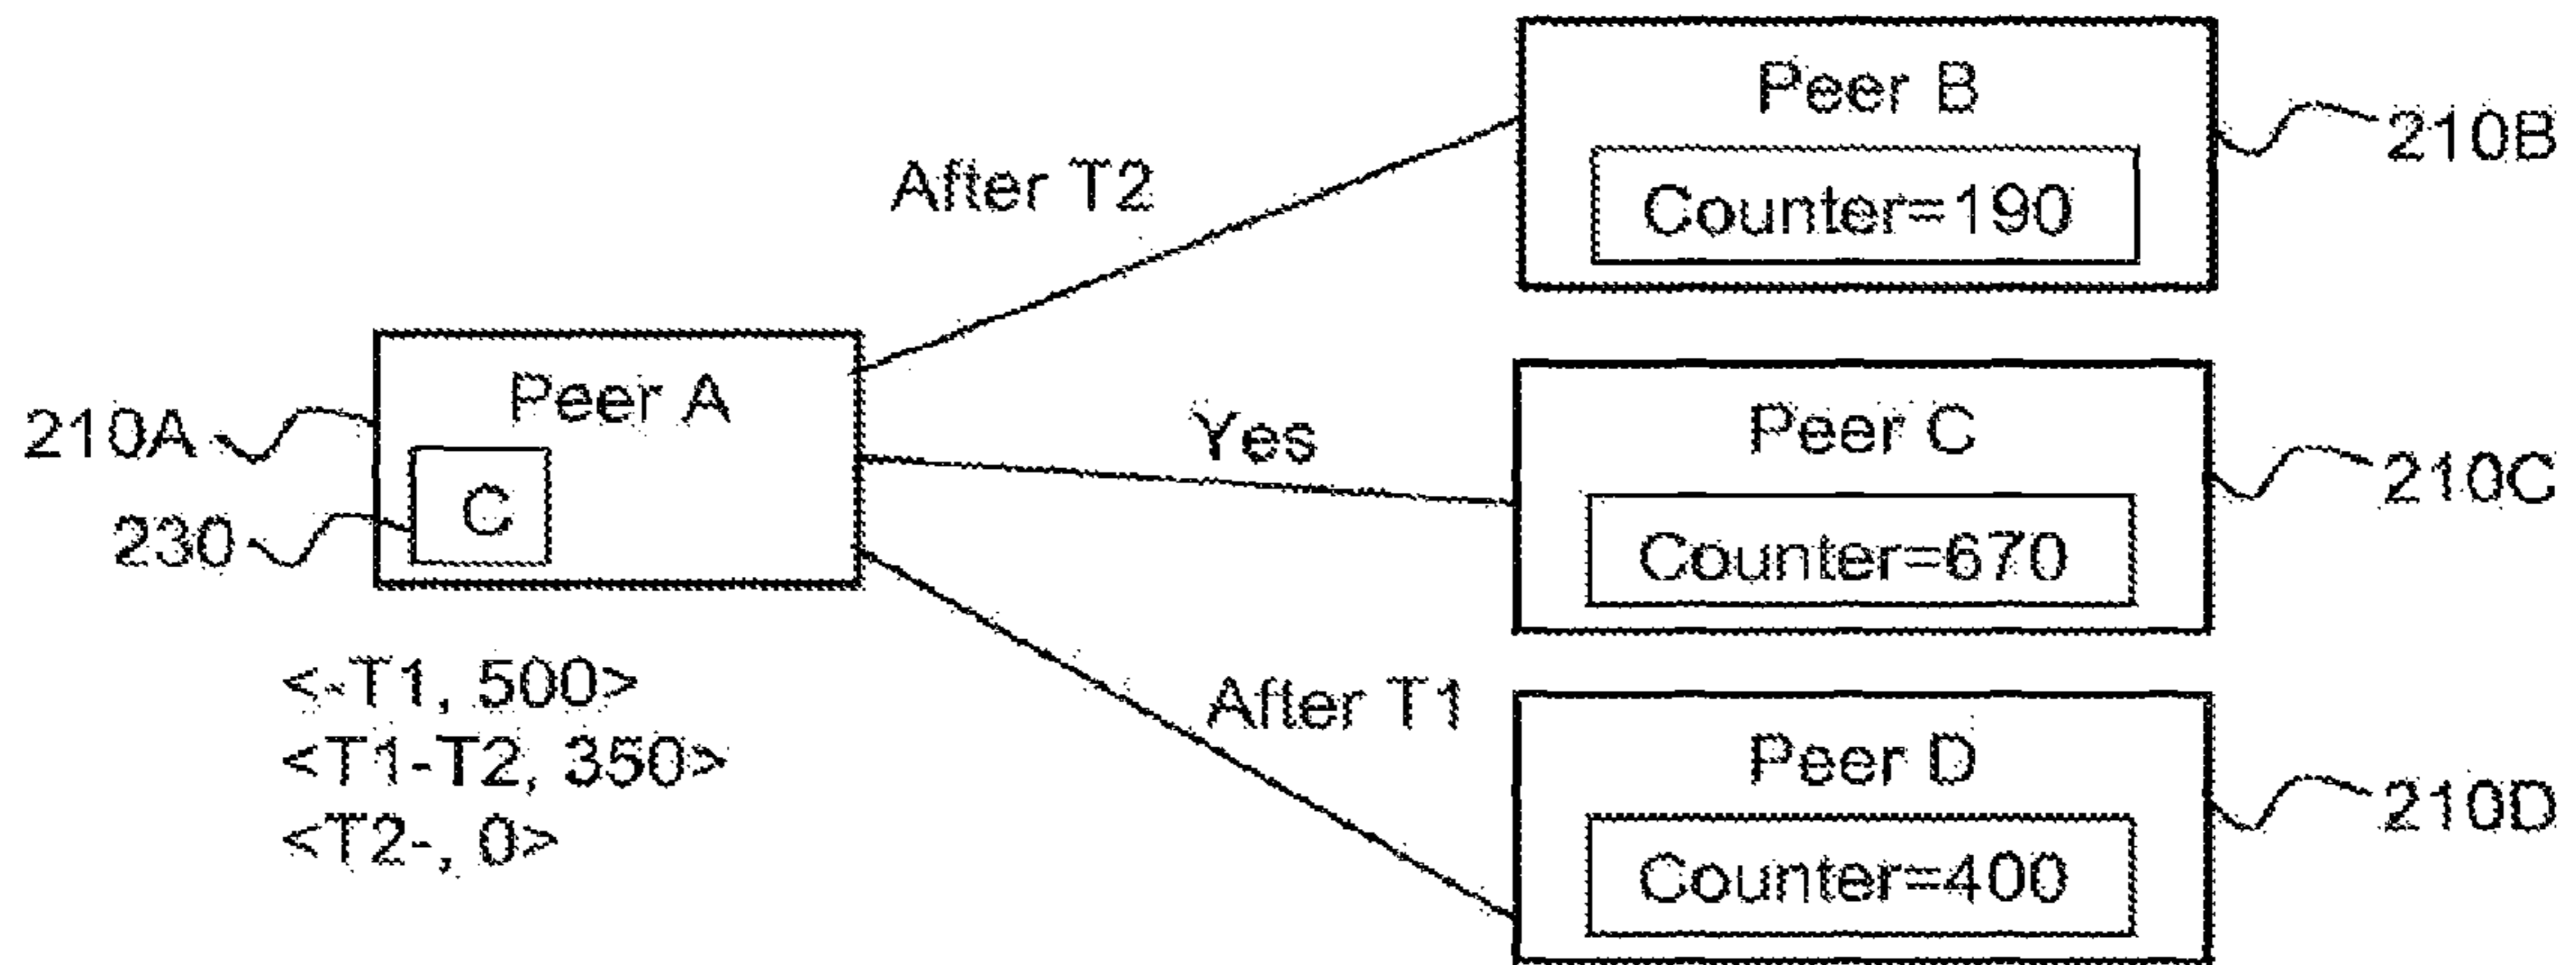 Peer B
Counter=190
210B
After T2
Peer A
C
210A
230
Yes
Peer C
Counter=670
210C
<-T1, 500>
<T1-T2, 350>
<T2-, 0>
After T1
Peer D
Counter=400
210D